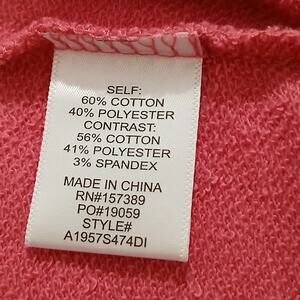 SELF:
60% COTTON
40% POLYESTER
CONTRAST:
56% COTTON
41% POLYESTER
3% SPANDEX
MADE IN CHINA
RN#157389
PO#19059
STYLE#
A1957S474DI